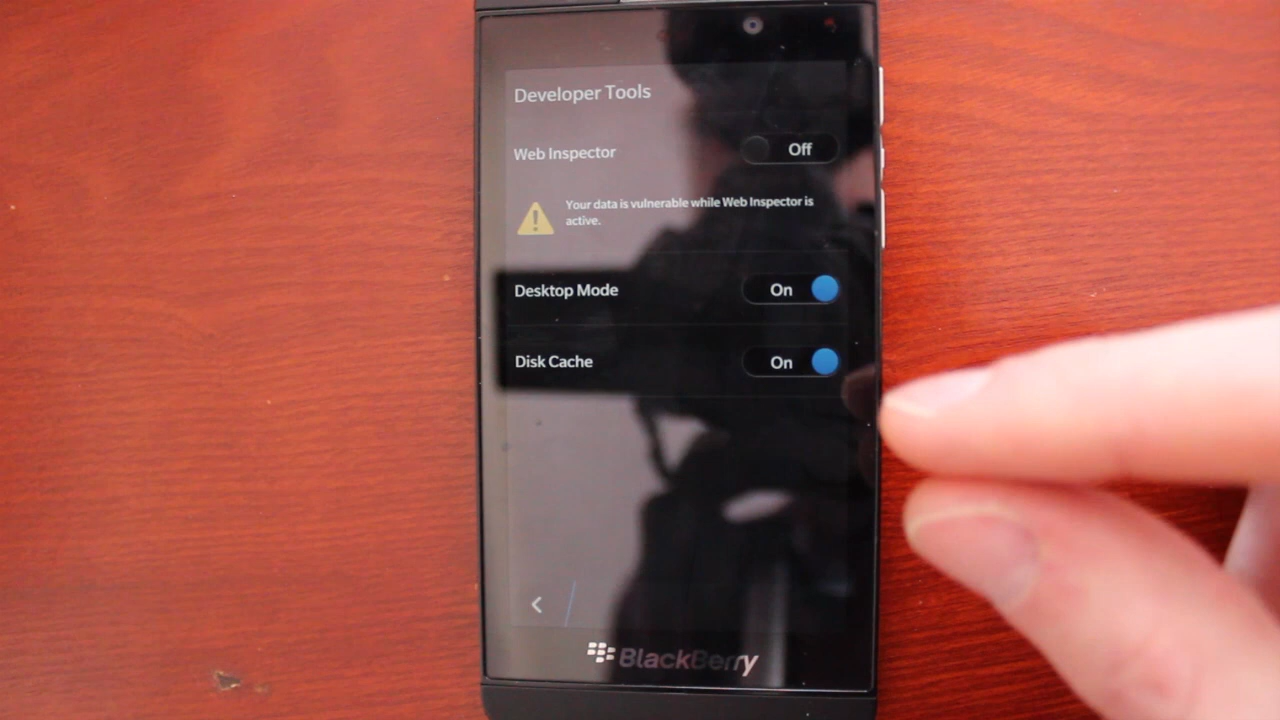 Developer Tools
Web Inspector Off
Your data is vulnerable while Web Inspector is
active.
Desktop Mode On
Disk Cache On
BlackBerry